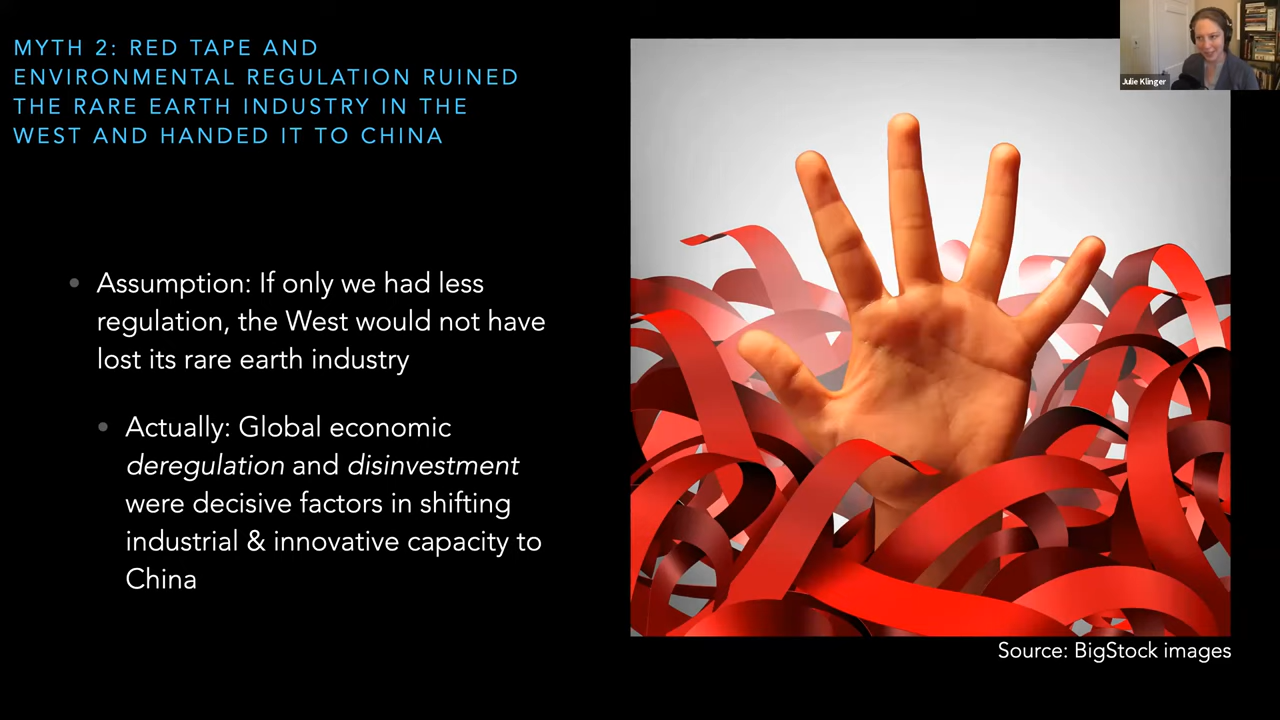 MYTH 2: RED TAPE AND
ENVIRONMENTAL REGULATION RUINED
THE RARE EARTH INDUSTRY IN THE
WEST AND HANDED IT TO CHINA
Assumption: If only we had less
regulation, the West would not have
lost its rare earth industry
Actually: Global economic
deregulation and disinvestment
were decisive factors in shifting
industrial & innovative capacity to
China
Source: BigStock images
Julie Klinger